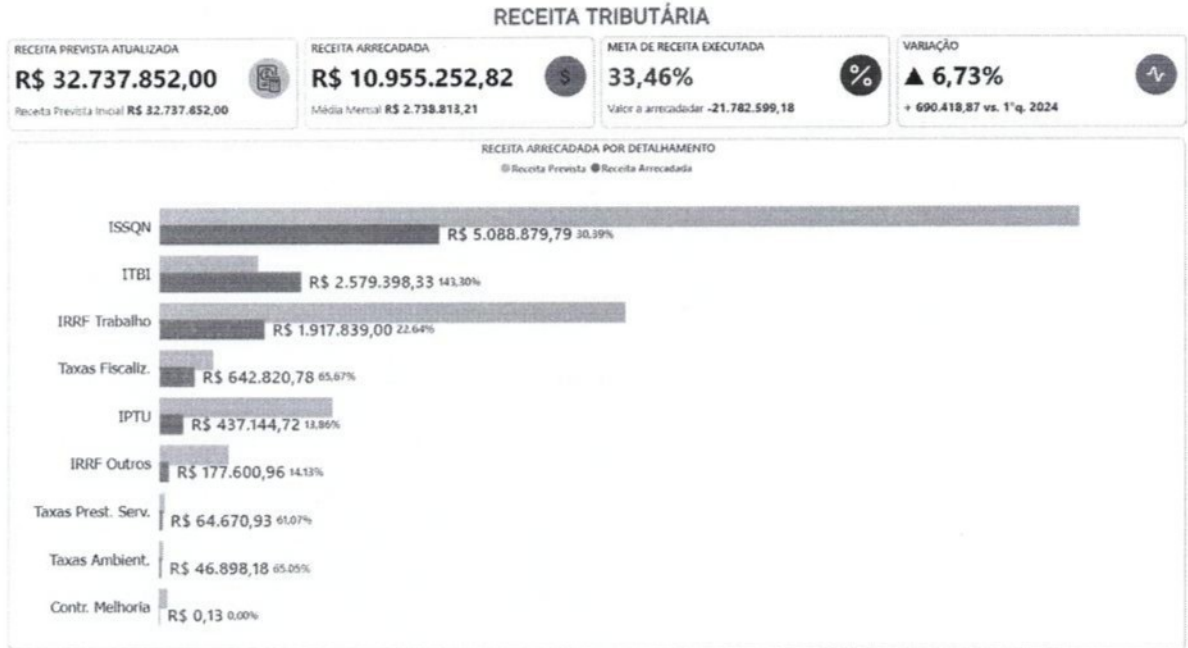 RECEITA TRIBUTÁRIA
RECEITA PREVISTA ATUALIZADA
R$ 32.737.852,00
Receita Prevista Inicial R$ 32.737.852,00
RECEITA ARRECADADA
R$ 10.955.252,82
Média Mensal R$ 2.738.813,21
META DE RECEITA EXECUTADA
33,46%
Valor a arrecadadar -21.782.599,18
VARIAÇÃO
▲ 6,73%
+ 690.418,87 vs. 1ºq. 2024
RECEITA ARRECADADA POR DETALHAMENTO
Receita Prevista Receita Arrecadada
ISSQN R$ 5.088.879,79 30,39%
ITBI R$ 2.579.398,33 143,30%
IRRF Trabalho R$ 1.917.839,00 22,64%
Taxas Fiscaliz. R$ 642.820,78 65,67%
IPTU R$ 437.144,72 13,86%
IRRF Outros R$ 177.600,96 14,13%
Taxas Prest. Serv. R$ 64.670,93 61,07%
Taxas Ambient. R$ 46.898,18 65,05%
Contr. Melhoria R$ 0,13 0,00%